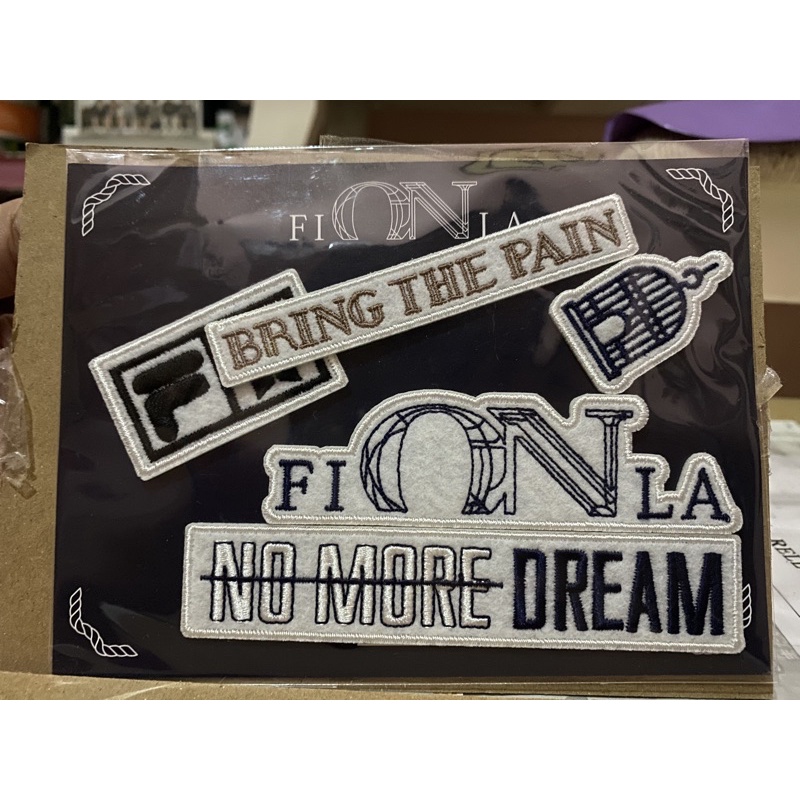 FI ON LA
BRING THE PAIN
F
FI ON LA
NO MORE DREAM